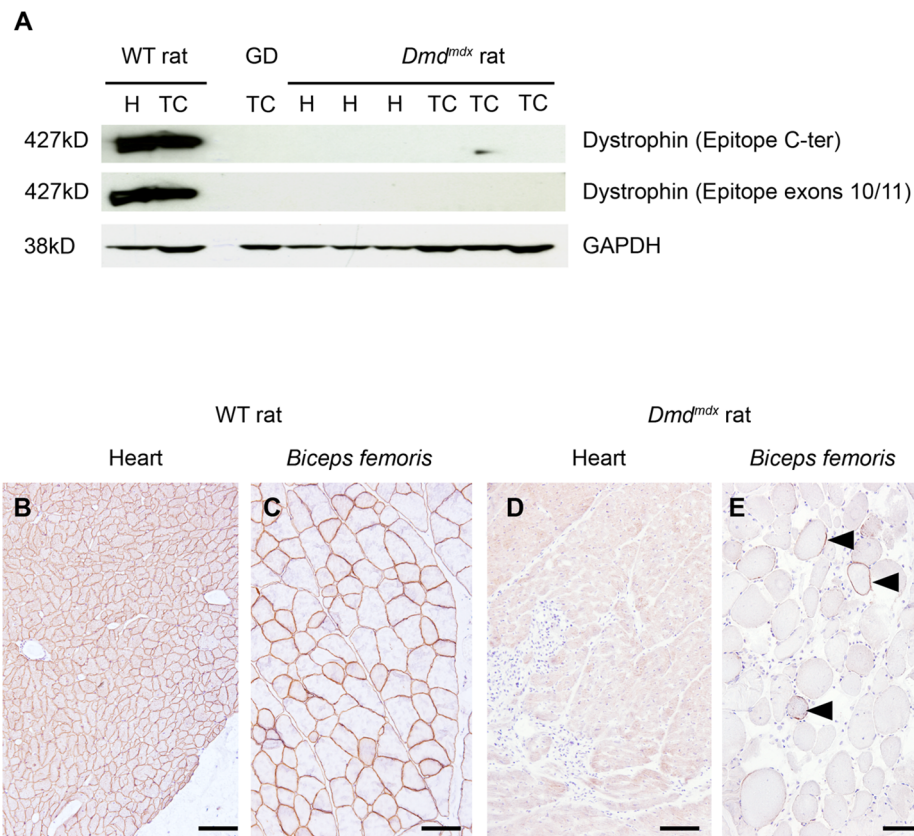 A
WT rat GD Dmdmdx rat
H TC TC H H H TC TC TC
427kD Dystrophin (Epitope C-ter)
427kD Dystrophin (Epitope exons 10/11)
38kD GAPDH
WT rat Dmdmdx rat
Heart Biceps femoris Heart Biceps femoris
B C D E